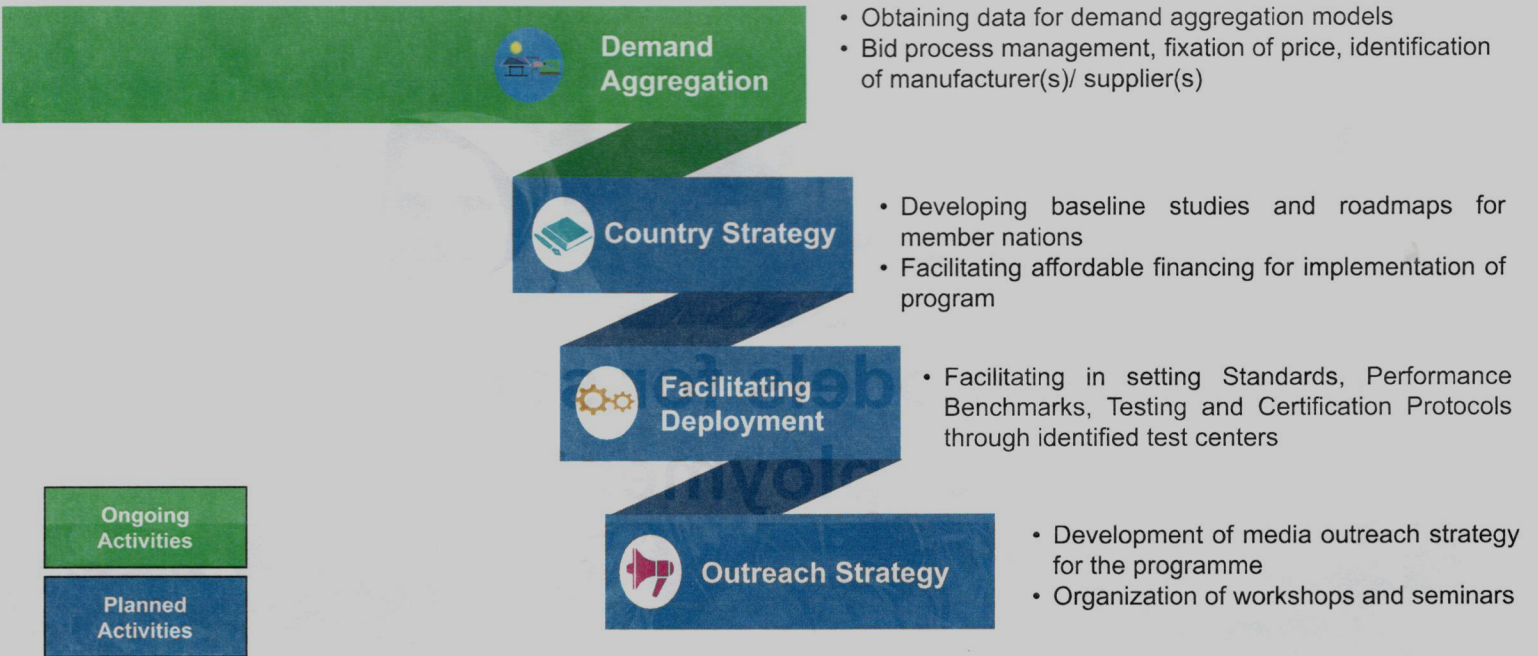 Demand
Aggregation
• Obtaining data for demand aggregation models
• Bid process management, fixation of price, identification
of manufacturer(s)/ supplier(s)
Country Strategy
• Developing baseline studies and roadmaps for
member nations
• Facilitating affordable financing for implementation of
program
Facilitating
Deployment
• Facilitating in setting Standards, Performance
Benchmarks, Testing and Certification Protocols
through identified test centers
Outreach Strategy
• Development of media outreach strategy
for the programme
• Organization of workshops and seminars
Ongoing
Activities
Planned
Activities